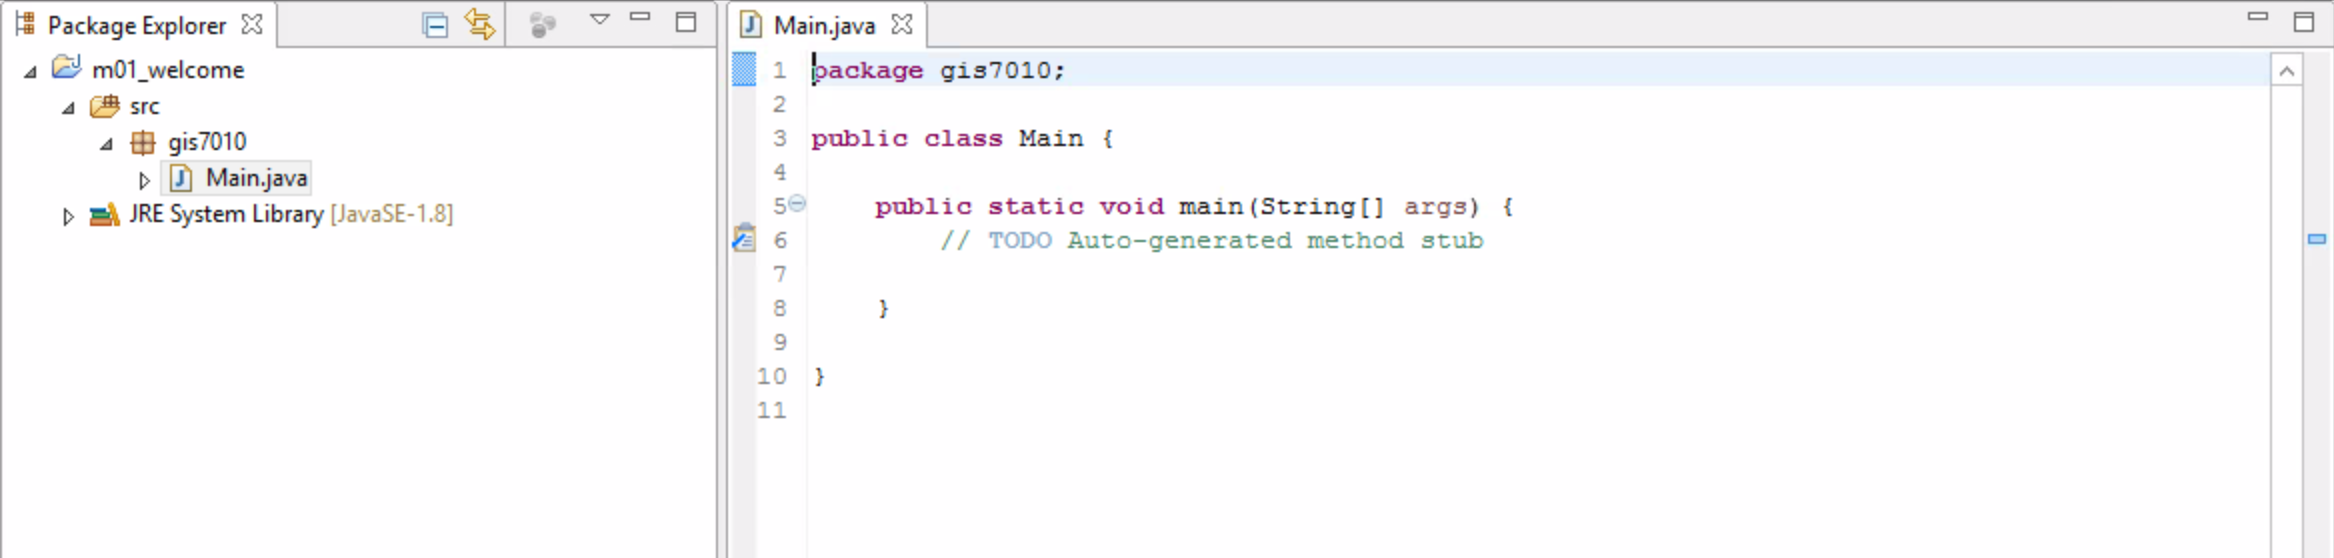 Package Explorer
m01_welcome
src
gis7010
Main.java
JRE System Library [JavaSE-1.8]
Main.java
1 package gis7010;
2
3 public class Main {
4
5 public static void main(String[] args) {
6 // TODO Auto-generated method stub
7
8 }
9
10 }
11